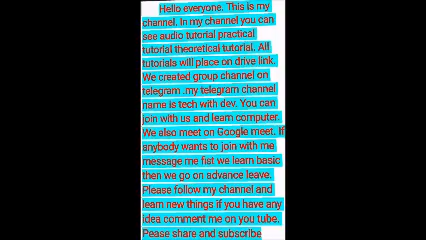 Hello everyone. This is my
channel. In my channel you can
see audio tutorial practical
tutorial theoretical tutorial. All
tutorials will place on drive link.
We created group channel on
telegram .my telegram channel
name is tech with dev. You can
join with us and learn computer.
We also meet on Google meet. If
anybody wants to join with me
message me fist we learn basic
then we go on advance leave.
Please follow my channel and
learn new things if you have any
idea comment me on you tube.
Pease share and subscribe